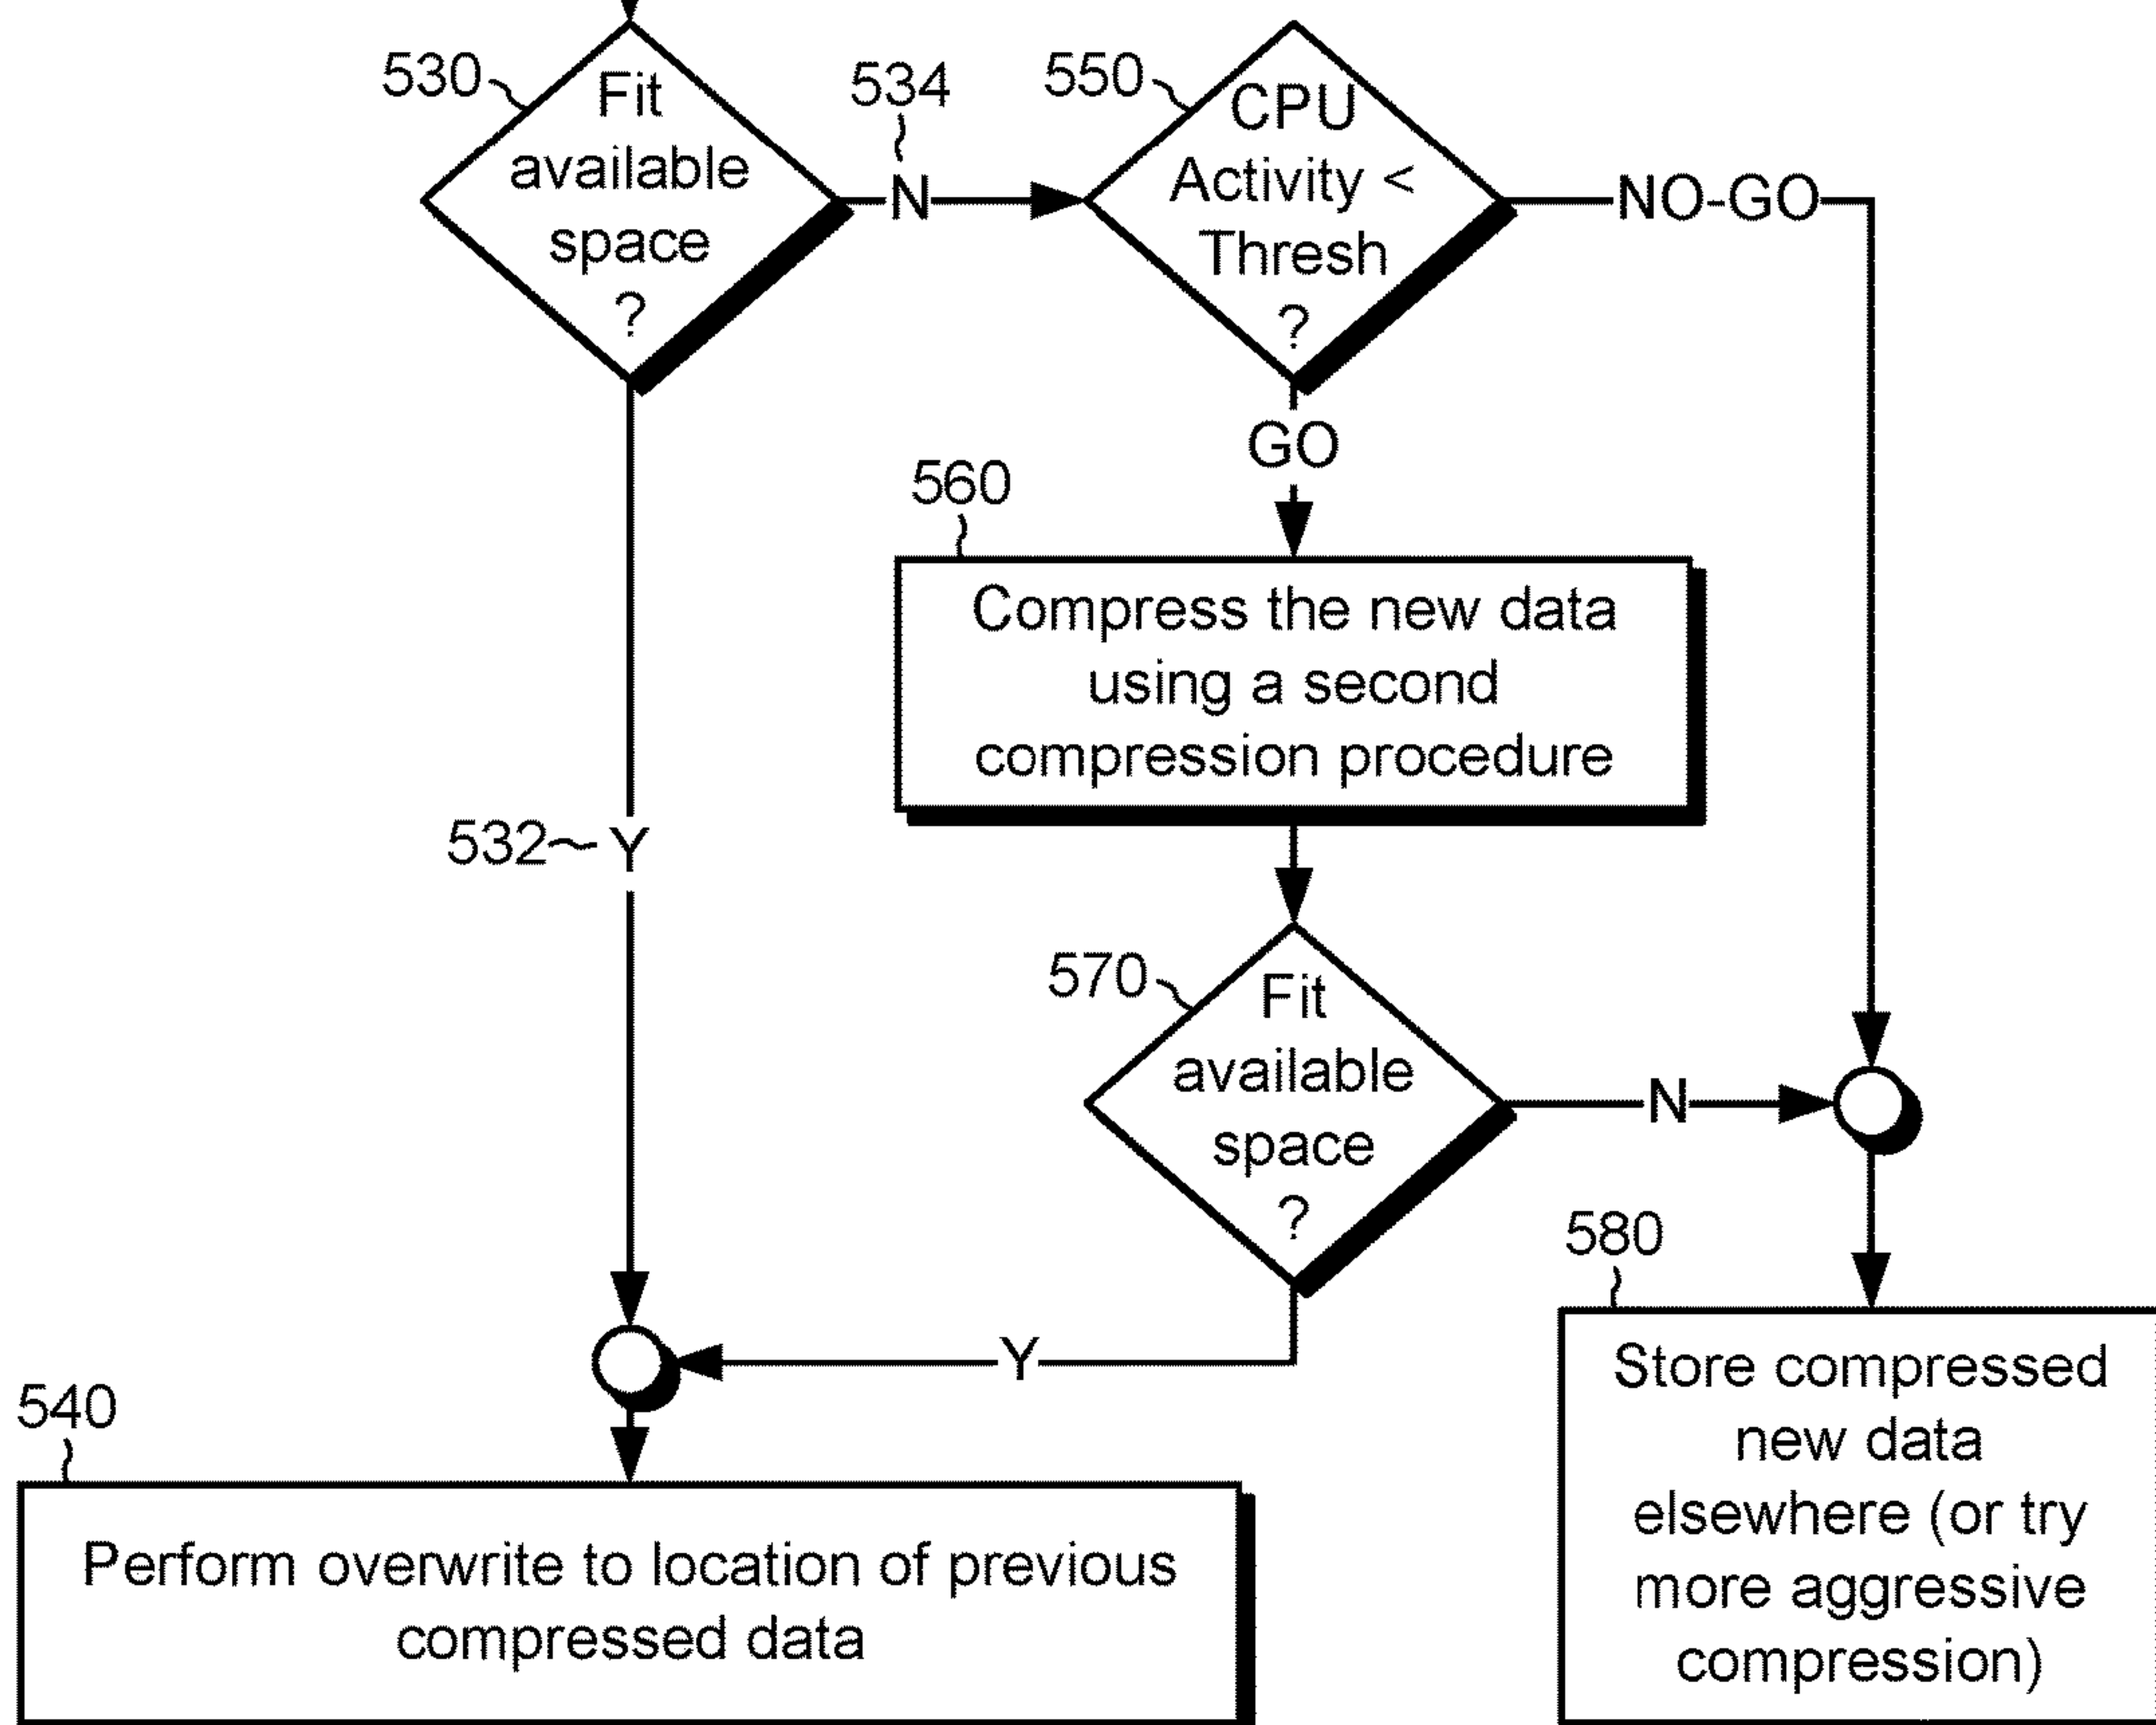 530
Fit
available
space
?
534
N
550
CPU
Activity <
Thresh
?
NO-GO
GO
560
Compress the new data
using a second
compression procedure
532
Y
570
Fit
available
space
?
N
Y
540
Perform overwrite to location of previous
compressed data
580
Store compressed
new data
elsewhere (or try
more aggressive
compression)